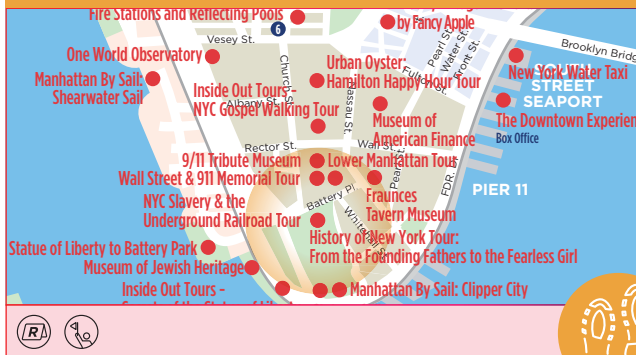 Fire Stations and Reflecting Pools
by Fancy Apple
6
Vesey St.
Pearl St.
Water St.
Front St.
Brooklyn Bridg
One World Observatory
Church St.
Urban Oyster:
Hamilton Happy Hour Tour
Fulton St.
New York Water Taxi
Manhattan By Sail:
Shearwater Sail
Inside Out Tours -
NYC Gospel Walking Tour
Albany St.
Nassau St.
SOUTH
STREET
SEAPORT
Museum of
American Finance
The Downtown Experien
Box Office
Rector St.
Wall St.
9/11 Tribute Museum
Lower Manhattan Tour
Wall Street & 911 Memorial Tour
Pearl St.
FDR. Dr
PIER 11
Battery Pl
Fraunces
Tavern Museum
NYC Slavery & the
Underground Railroad Tour
Whitehall St.
History of New York Tour:
From the Founding Fathers to the Fearless Girl
Statue of Liberty to Battery Park
Museum of Jewish Heritage
Inside Out Tours -
Manhattan By Sail: Clipper City
R